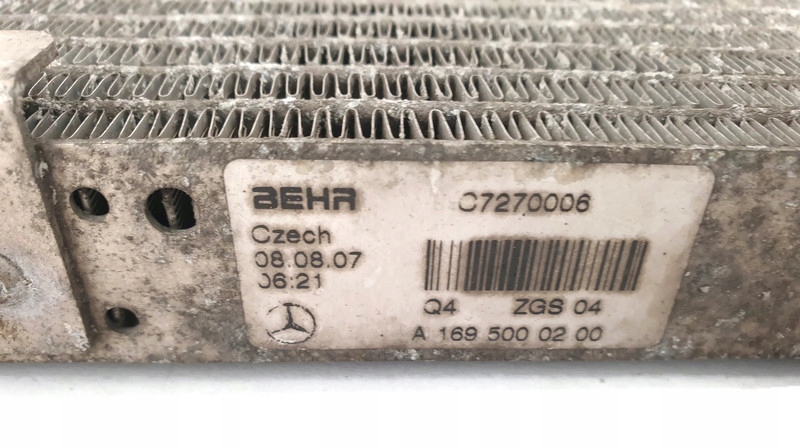 BEHR
C7270006
Czech
08.08.07
06:21
Q4 ZGS 04
A 169 500 02 00